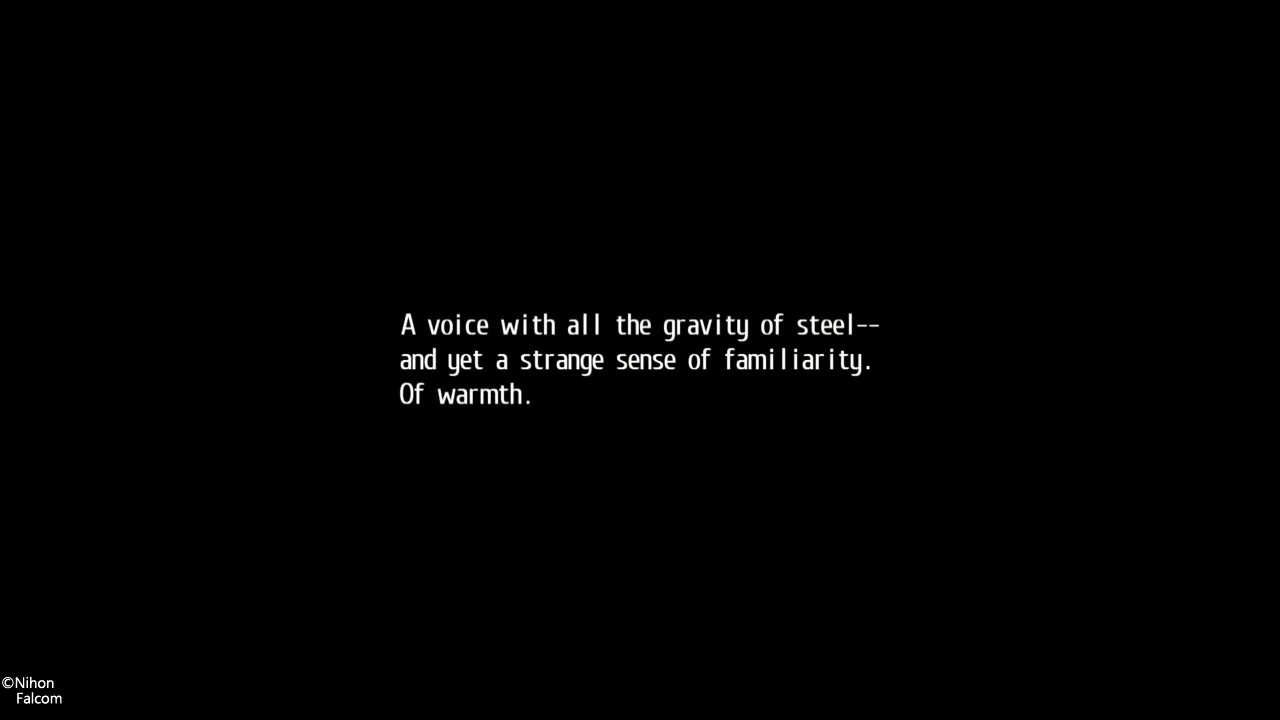 A voice with all the gravity of steel--
and yet a strange sense of familiarity.
Of warmth.
©Nihon
Falcom